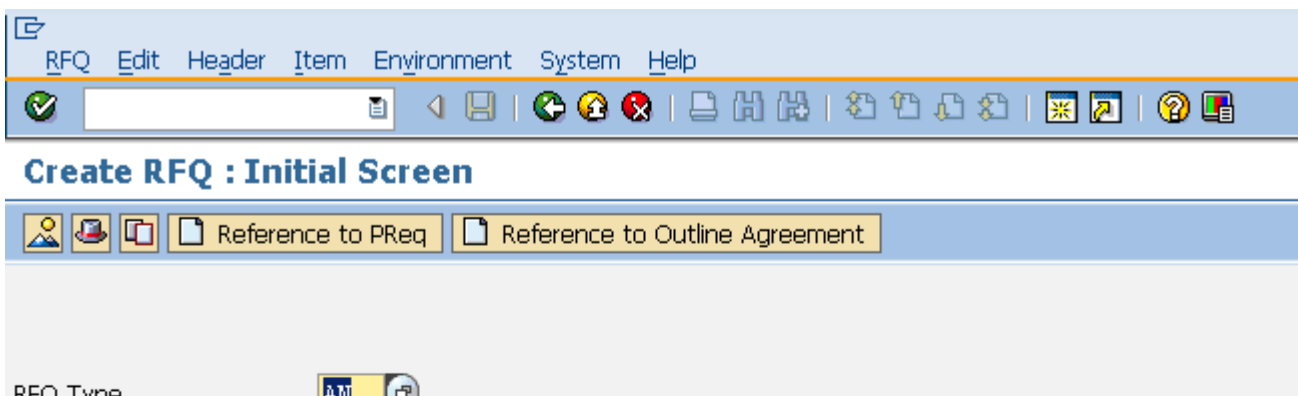 RFQ Edit Header Item Environment System Help
Create RFQ : Initial Screen
Reference to PReq Reference to Outline Agreement
RFQ Type AN